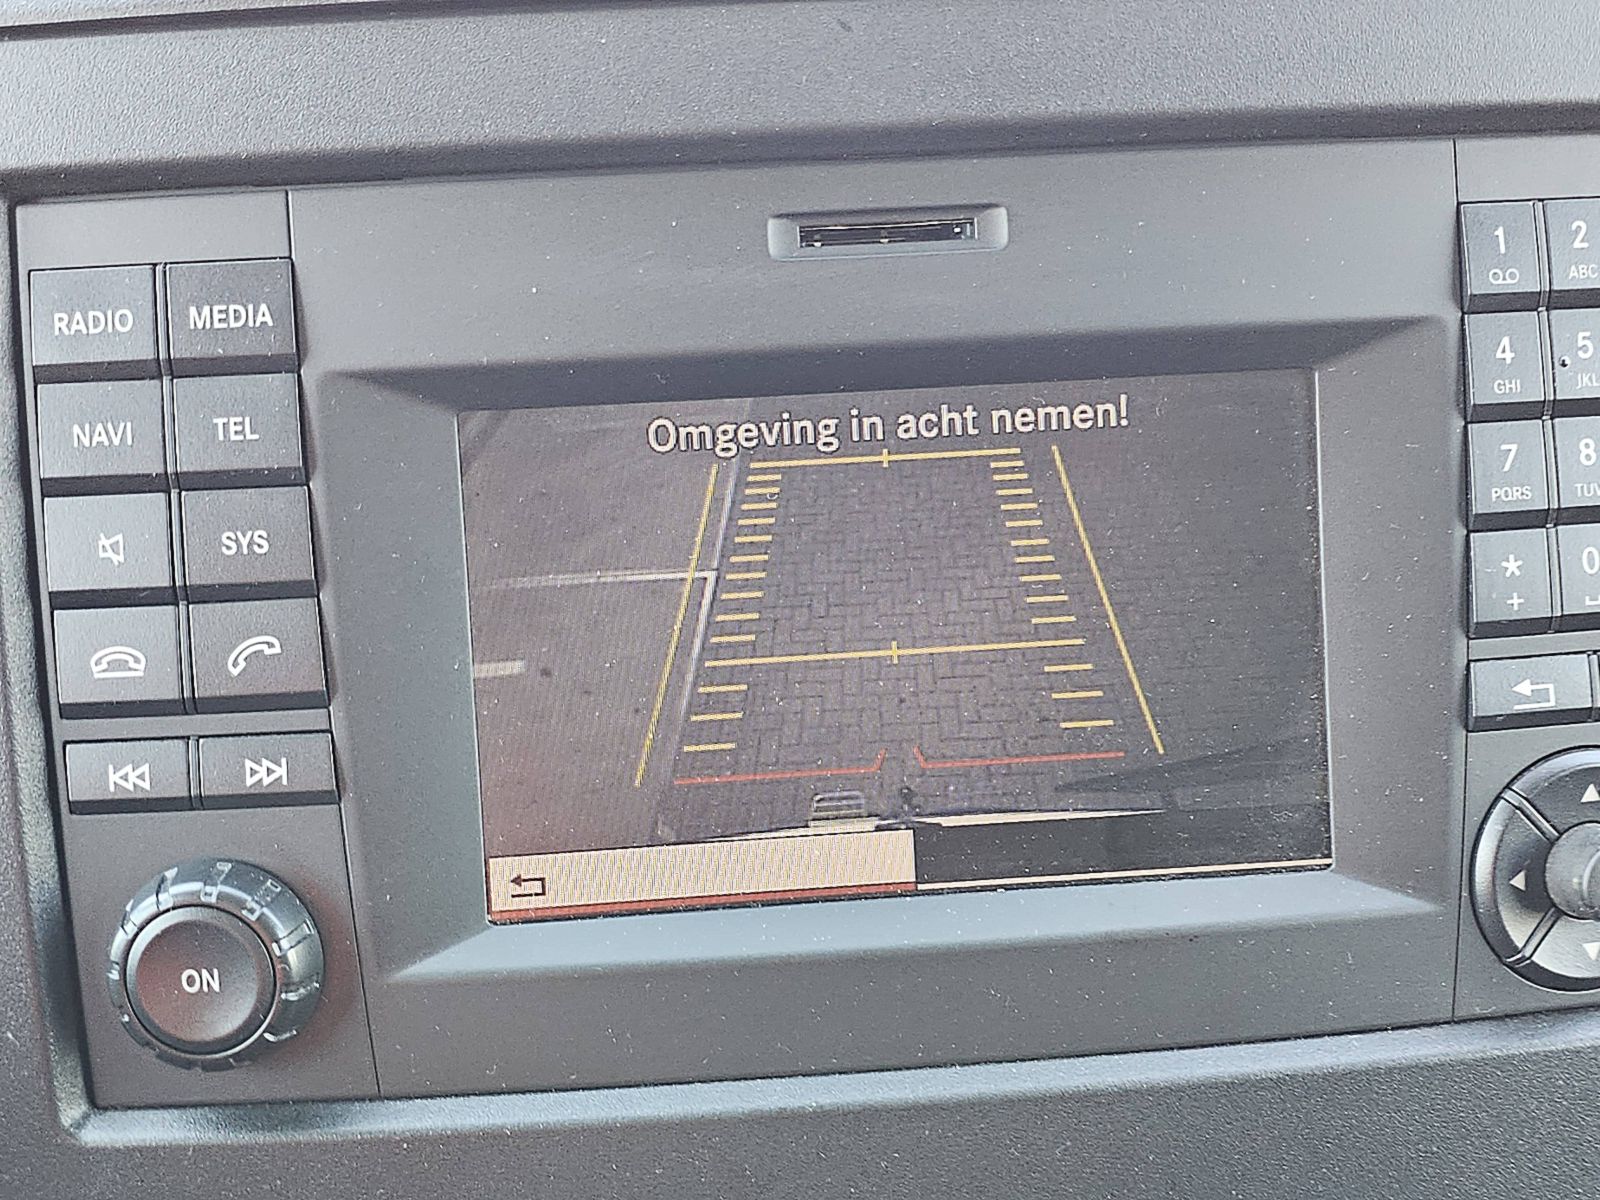 Omgeving in acht nemen!
RADIO
MEDIA
NAVI
TEL
SYS
ON
1
2
ABC
4
GHI
5
JKL
7
PQRS
8
TUV
*
+
0